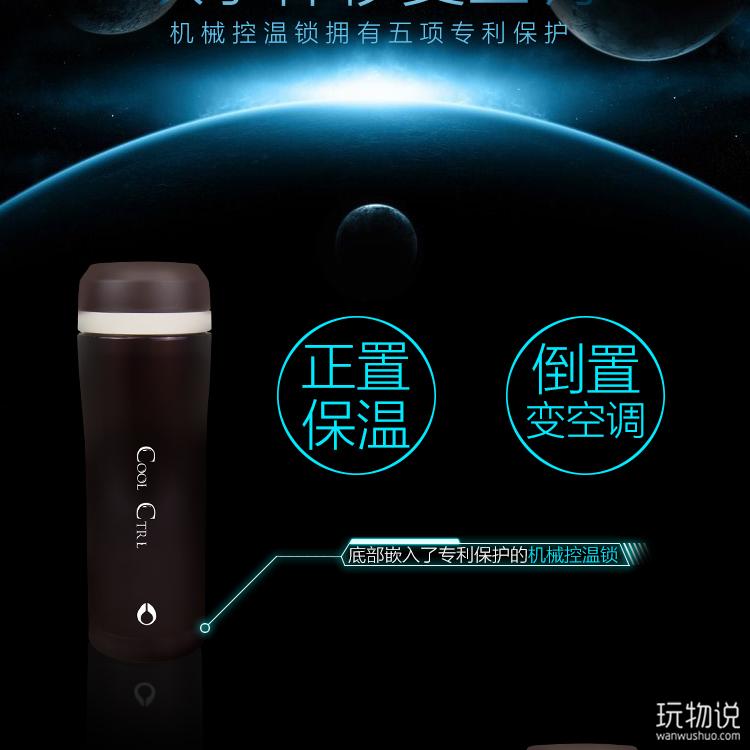 机械控温锁拥有五项专利保护
正置
保温
倒置
变空调
COOL CTRL
底部嵌入了专利保护的机械控温锁
玩物说
wanwushuo.com